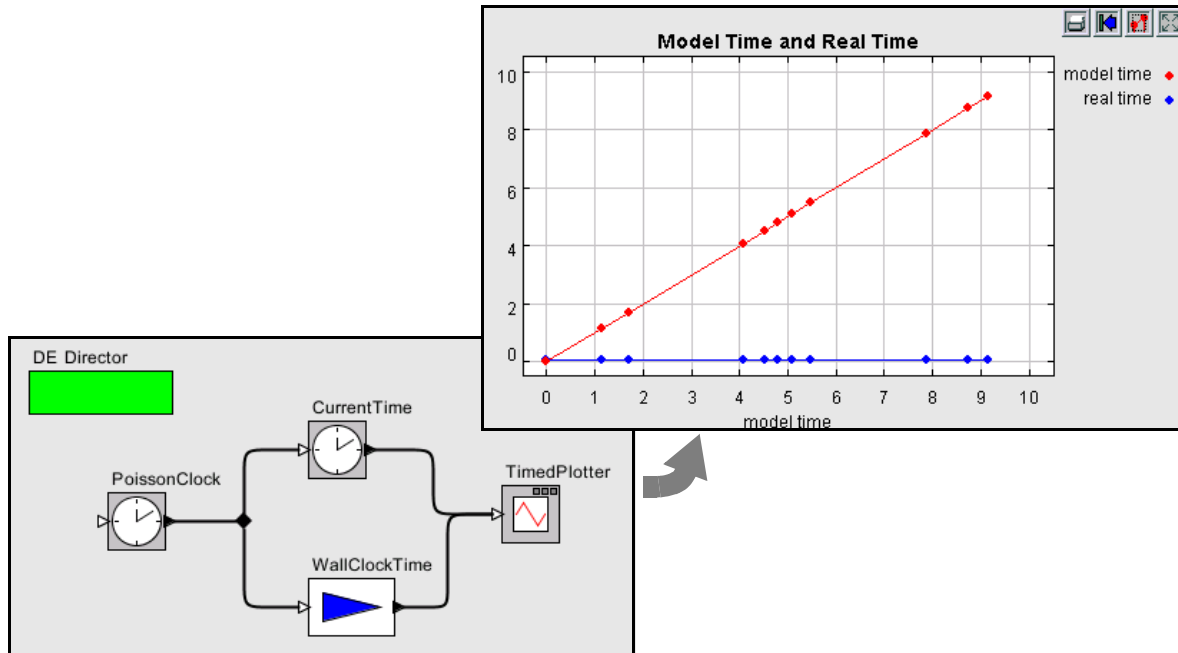 Model Time and Real Time
model time
real time
10
8
6
4
2
0
0 1 2 3 4 5 6 7 8 9 10
model time
DE Director
CurrentTime
PoissonClock
TimedPlotter
WallClockTime